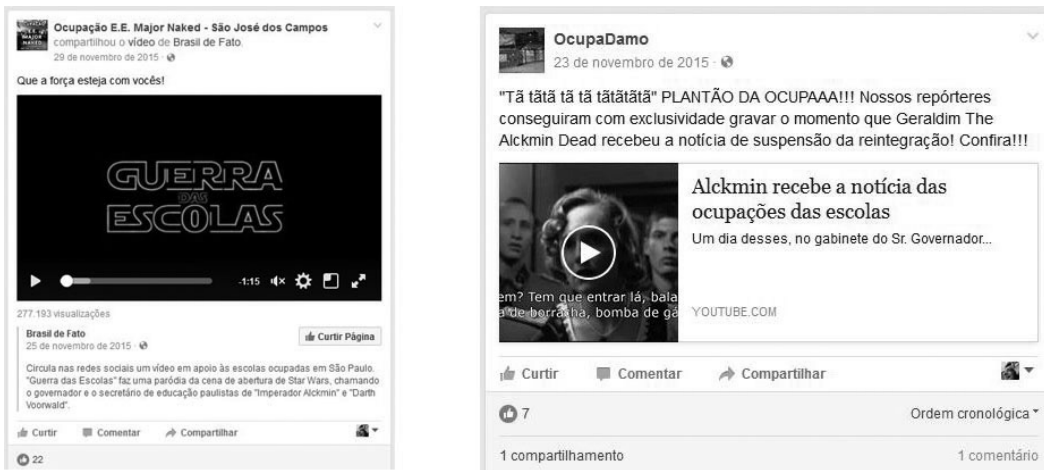 Ocupação E.E. Major Naked - São José dos Campos
compartilhou o vídeo de Brasil de Fato.
29 de novembro de 2015
Que a força esteja com vocês!
GUERRA
DAS
ESCOLAS
-1:15
277.193 visualizações
Brasil de Fato
25 de novembro de 2015
Curtir Página
Circula nas redes sociais um vídeo em apoio às escolas ocupadas em São Paulo.
"Guerra das Escolas" faz uma paródia da cena de abertura de Star Wars, chamando
o governador e o secretário de educação paulistas de "Imperador Alckmin" e "Darth
Voorwald".
Curtir Comentar Compartilhar
22
OcupaDamo
23 de novembro de 2015
"Tã tãtã tã tã tãtãtãtã" PLANTÃO DA OCUPAAA!!! Nossos repórteres
conseguiram com exclusividade gravar o momento que Geraldim The
Alckmin Dead recebeu a notícia de suspensão da reintegração! Confira!!!
Alckmin recebe a notícia das
ocupações das escolas
Um dia desses, no gabinete do Sr. Governador...
em? Tem que entrar lá, bala
a de borracha, bomba de gá
YOUTUBE.COM
Curtir Comentar Compartilhar
7 Ordem cronológica
1 compartilhamento 1 comentário